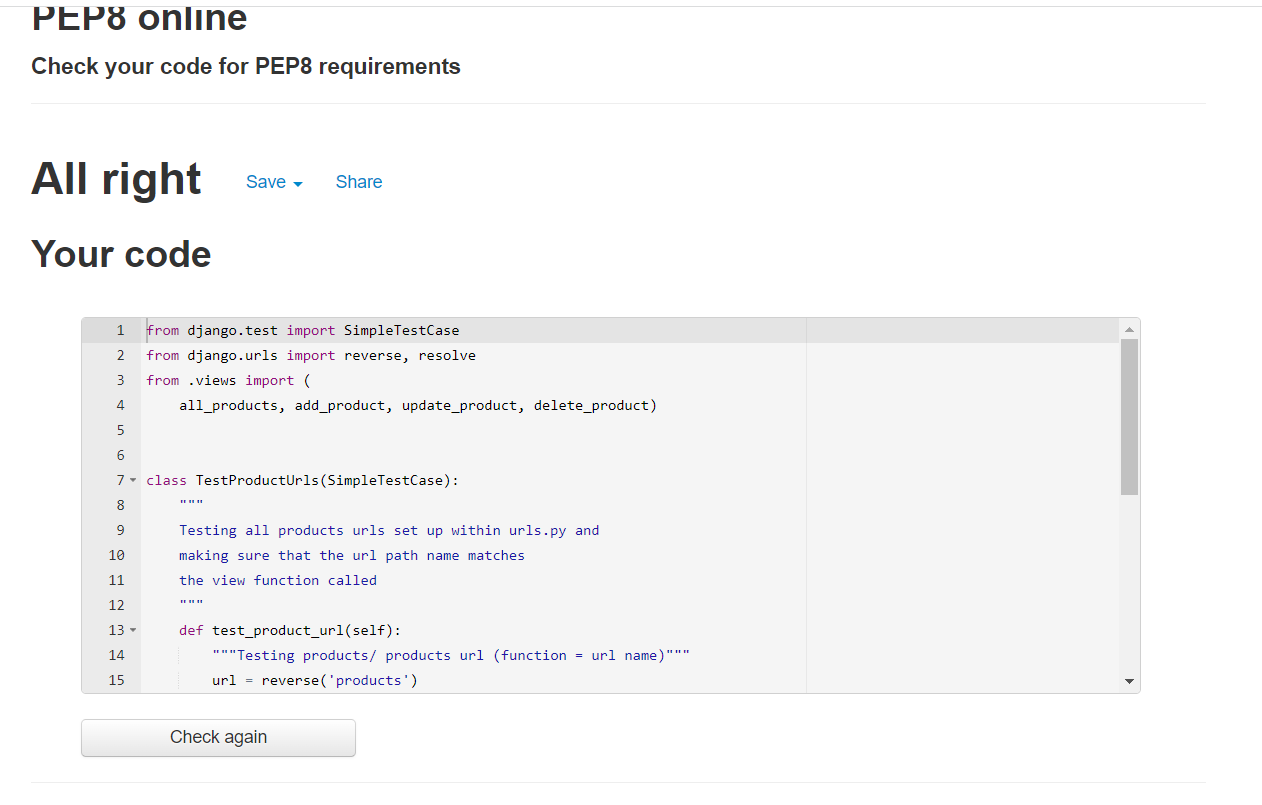 PEP8 online
Check your code for PEP8 requirements
All right Save Share
Your code
1 from django.test import SimpleTestCase
2 from django.urls import reverse, resolve
3 from .views import (
4     all_products, add_product, update_product, delete_product)
5
6
7 class TestProductUrls(SimpleTestCase):
8     """
9     Testing all products urls set up within urls.py and
10     making sure that the url path name matches
11     the view function called
12     """
13     def test_product_url(self):
14         """Testing products/ products url (function = url name)"""
15         url = reverse('products')
Check again